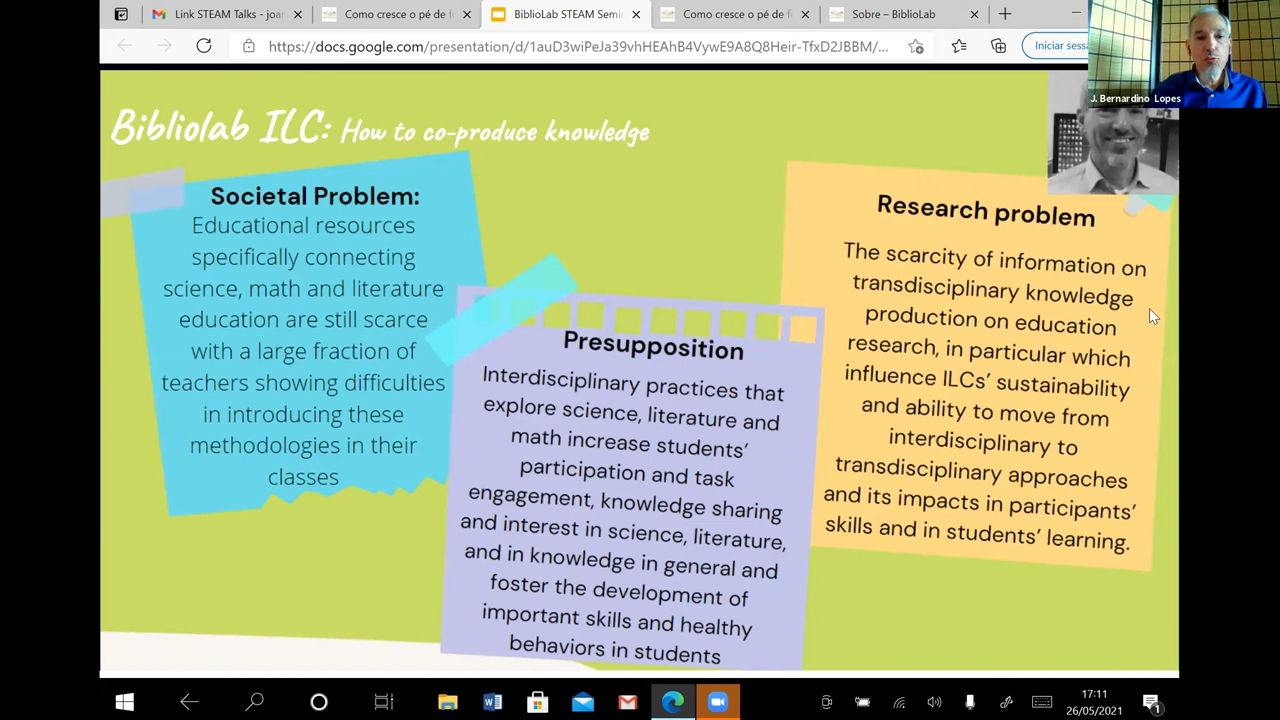 Link STEAM Talks - joar
Como cresce o pé de f
BiblioLab STEAM Semi
Como cresce o pé de f
Sobre – BiblioLab
https://docs.google.com/presentation/d/1auD3wiPeJa39vhHEAhB4VywE9A8Q8Heir-TfxD2JBBM/...
Iniciar sess
J. Bernardino Lopes
Bibliolab ILC: How to co-produce knowledge
Societal Problem:
Educational resources
specifically connecting
science, math and literature
education are still scarce
with a large fraction of
teachers showing difficulties
in introducing these
methodologies in their
classes
Presupposition
Interdisciplinary practices that
explore science, literature and
math increase students’
participation and task
engagement, knowledge sharing
and interest in science, literature,
and in knowledge in general and
foster the development of
important skills and healthy
behaviors in students
Research problem
The scarcity of information on
transdisciplinary knowledge
production on education
research, in particular which
influence ILCs’ sustainability
and ability to move from
interdisciplinary to
transdisciplinary approaches
and its impacts in participants’
skills and in students’ learning.
17:11
26/05/2021
1